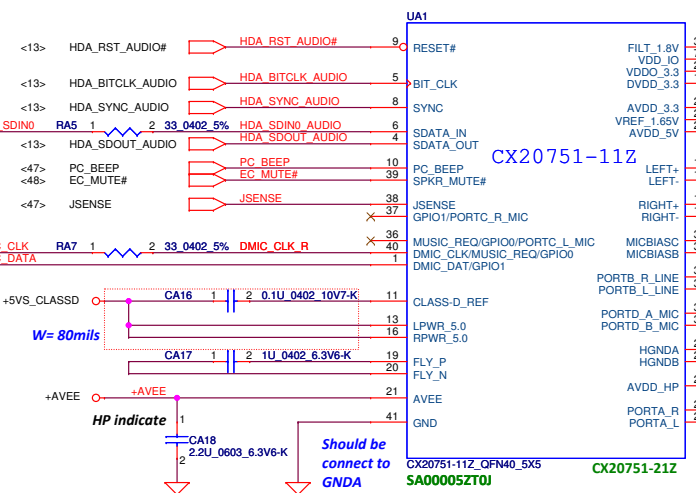 UA1
<13> HDA_RST_AUDIO# HDA_RST_AUDIO# 9 RESET# FILT_1.8V
VDD_IO
VDDO_3.3
<13> HDA_BITCLK_AUDIO HDA_BITCLK_AUDIO 5 BIT_CLK DVDD_3.3
<13> HDA_SYNC_AUDIO HDA_SYNC_AUDIO 8 SYNC AVDD_3.3
VREF_1.65V
SDIN0 RA5 1 2 33_0402_5% HDA_SDIN0_AUDIO 6 SDATA_IN AVDD_5V
<13> HDA_SDOUT_AUDIO HDA_SDOUT_AUDIO 4 SDATA_OUT
CX20751-11Z
<47> PC_BEEP PC_BEEP 10 PC_BEEP LEFT+
<48> EC_MUTE# EC_MUTE# 39 SPKR_MUTE# LEFT-
<47> JSENSE JSENSE 38 JSENSE RIGHT+
37 GPIO1/PORTC_R_MIC RIGHT-
36 MUSIC_REQ/GPIO0/PORTC_L_MIC MICBIASC
_CLK RA7 1 2 33_0402_5% DMIC_CLK_R 40 DMIC_CLK/MUSIC_REQ/GPIO0 MICBIASB
_DATA 1 DMIC_DAT/GPIO1
PORTB_R_LINE
PORTB_L_LINE
+5VS_CLASSD CA16 1 2 0.1U_0402_10V7-K 11 CLASS-D_REF
PORTD_A_MIC
13 LPWR_5.0 PORTD_B_MIC
W= 80mils 16 RPWR_5.0
HGNDA
CA17 1 2 1U_0402_6.3V6-K 19 FLY_P HGNDB
20 FLY_N
AVDD_HP
+AVEE +AVEE 21 AVEE
PORTA_R
HP indicate 1 41 GND PORTA_L
CA18
2.2U_0603_6.3V6-K
2
Should be
connect to
GNDA
CX20751-11Z_QFN40_5X5 CX20751-21Z
SA00005ZT0J